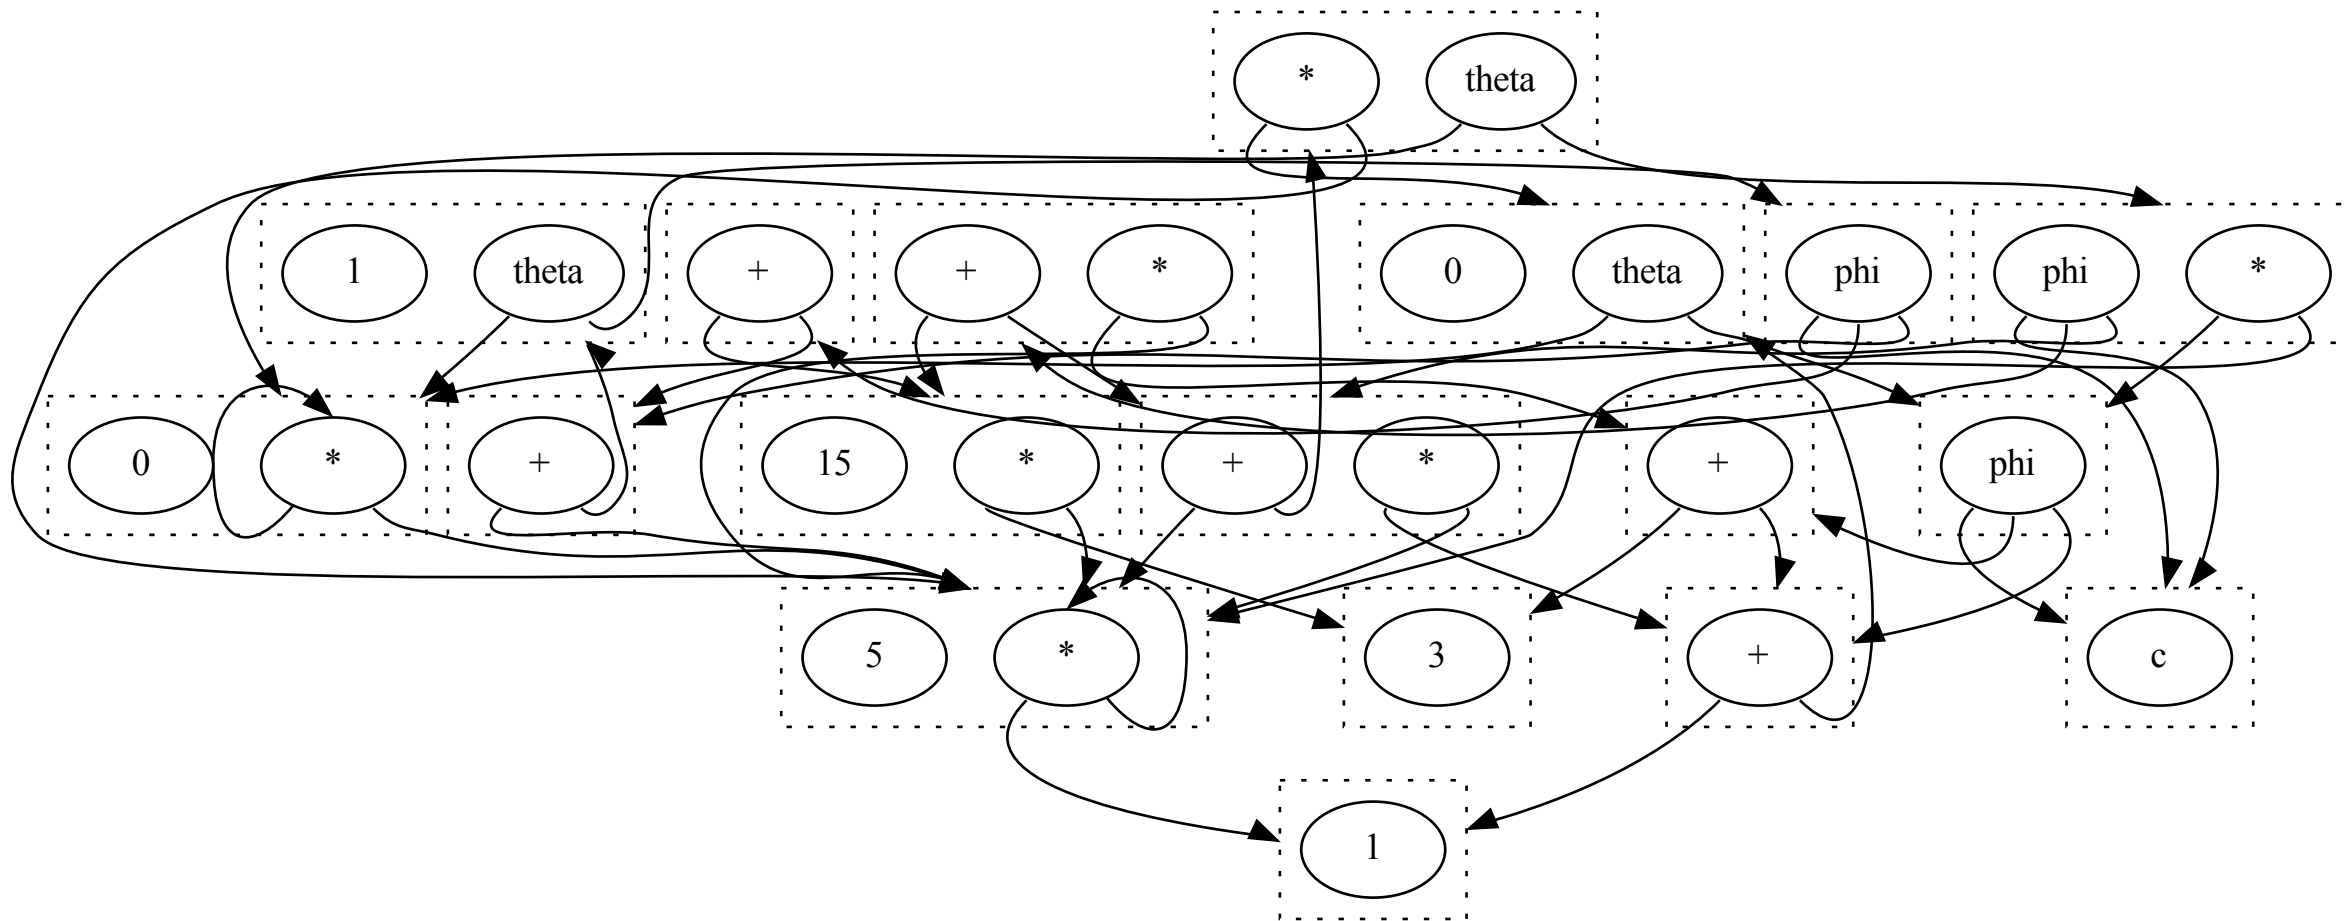 * theta
1 theta + + * 0 theta phi phi *
0 * + 15 * + * + phi
5 * 3 + c
1